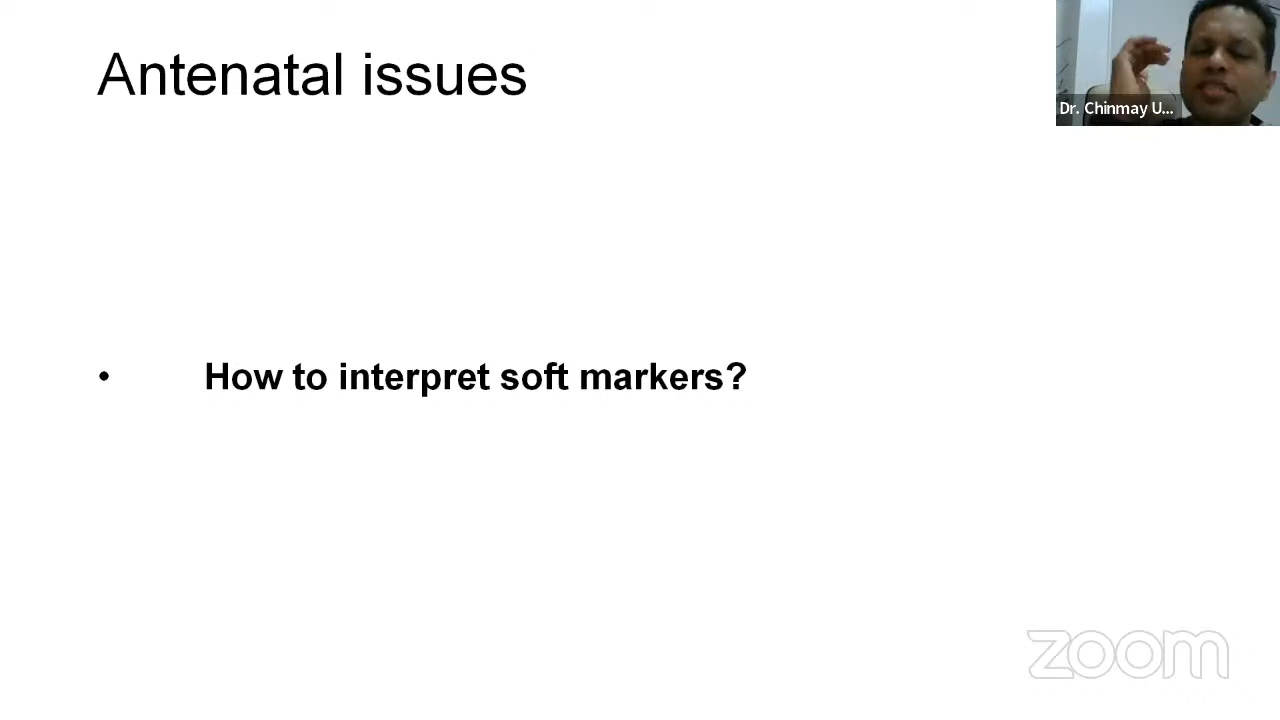 Antenatal issues
Dr. Chinmay U...
• How to interpret soft markers?
zoom